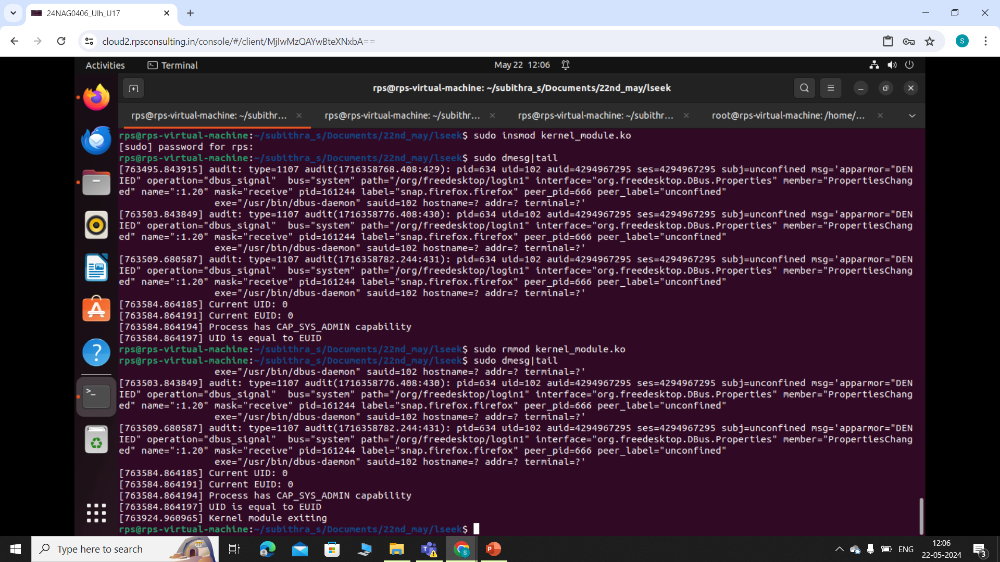 24NAG0406_Ulh_U17
cloud2.rpsconsulting.in/console/#/client/MjIwMzQAYwBteXNxbA==
S
Activities
Terminal
May 22 12:06
rps@rps-virtual-machine: ~/subithra_s/Documents/22nd_may/lseek
rps@rps-virtual-machine: ~/subithr...
rps@rps-virtual-machine: ~/subithr...
rps@rps-virtual-machine: ~/subithr...
root@rps-virtual-machine: /home/...
rps@rps-virtual-machine:~/subithra_s/Documents/22nd_may/lseek$ sudo insmod kernel_module.ko
[sudo] password for rps:
rps@rps-virtual-machine:~/subithra_s/Documents/22nd_may/lseek$ sudo dmesg|tail
[763495.843915] audit: type=1107 audit(1716358768.408:429): pid=634 uid=102 auid=4294967295 ses=4294967295 subj=unconfined msg='apparmor="DEN
IED" operation="dbus_signal"  bus="system" path="/org/freedesktop/login1" interface="org.freedesktop.DBus.Properties" member="PropertiesChang
ed" name=":1.20" mask="receive" pid=161244 label="snap.firefox.firefox" peer_pid=666 peer_label="unconfined"
exe="/usr/bin/dbus-daemon" sauid=102 hostname=? addr=? terminal=?'
[763503.843849] audit: type=1107 audit(1716358776.408:430): pid=634 uid=102 auid=4294967295 ses=4294967295 subj=unconfined msg='apparmor="DEN
IED" operation="dbus_signal"  bus="system" path="/org/freedesktop/login1" interface="org.freedesktop.DBus.Properties" member="PropertiesChang
ed" name=":1.20" mask="receive" pid=161244 label="snap.firefox.firefox" peer_pid=666 peer_label="unconfined"
exe="/usr/bin/dbus-daemon" sauid=102 hostname=? addr=? terminal=?'
[763509.680587] audit: type=1107 audit(1716358782.244:431): pid=634 uid=102 auid=4294967295 ses=4294967295 subj=unconfined msg='apparmor="DEN
IED" operation="dbus_signal"  bus="system" path="/org/freedesktop/login1" interface="org.freedesktop.DBus.Properties" member="PropertiesChang
ed" name=":1.20" mask="receive" pid=161244 label="snap.firefox.firefox" peer_pid=666 peer_label="unconfined"
exe="/usr/bin/dbus-daemon" sauid=102 hostname=? addr=? terminal=?'
[763584.864185] Current UID: 0
[763584.864191] Current EUID: 0
[763584.864194] Process has CAP_SYS_ADMIN capability
[763584.864197] UID is equal to EUID
rps@rps-virtual-machine:~/subithra_s/Documents/22nd_may/lseek$ sudo rmmod kernel_module.ko
rps@rps-virtual-machine:~/subithra_s/Documents/22nd_may/lseek$ sudo dmesg|tail
exe="/usr/bin/dbus-daemon" sauid=102 hostname=? addr=? terminal=?'
[763503.843849] audit: type=1107 audit(1716358776.408:430): pid=634 uid=102 auid=4294967295 ses=4294967295 subj=unconfined msg='apparmor="DEN
IED" operation="dbus_signal"  bus="system" path="/org/freedesktop/login1" interface="org.freedesktop.DBus.Properties" member="PropertiesChang
ed" name=":1.20" mask="receive" pid=161244 label="snap.firefox.firefox" peer_pid=666 peer_label="unconfined"
exe="/usr/bin/dbus-daemon" sauid=102 hostname=? addr=? terminal=?'
[763509.680587] audit: type=1107 audit(1716358782.244:431): pid=634 uid=102 auid=4294967295 ses=4294967295 subj=unconfined msg='apparmor="DEN
IED" operation="dbus_signal"  bus="system" path="/org/freedesktop/login1" interface="org.freedesktop.DBus.Properties" member="PropertiesChang
ed" name=":1.20" mask="receive" pid=161244 label="snap.firefox.firefox" peer_pid=666 peer_label="unconfined"
exe="/usr/bin/dbus-daemon" sauid=102 hostname=? addr=? terminal=?'
[763584.864185] Current UID: 0
[763584.864191] Current EUID: 0
[763584.864194] Process has CAP_SYS_ADMIN capability
[763584.864197] UID is equal to EUID
[763924.960965] Kernel module exiting
rps@rps-virtual-machine:~/subithra_s/Documents/22nd_may/lseek$
Type here to search
ENG
12:06
22-05-2024
3